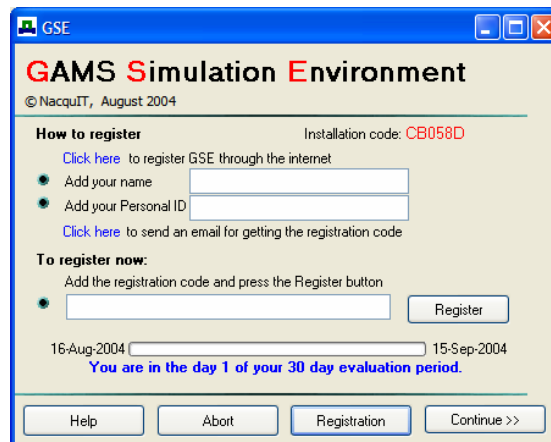 GSE
GAMS Simulation Environment
© NacquIT, August 2004
How to register Installation code: CB058D
Click here to register GSE through the internet
Add your name
Add your Personal ID
Click here to send an email for getting the registration code
To register now:
Add the registration code and press the Register button
Register
16-Aug-2004 15-Sep-2004
You are in the day 1 of your 30 day evaluation period.
Help Abort Registration Continue >>